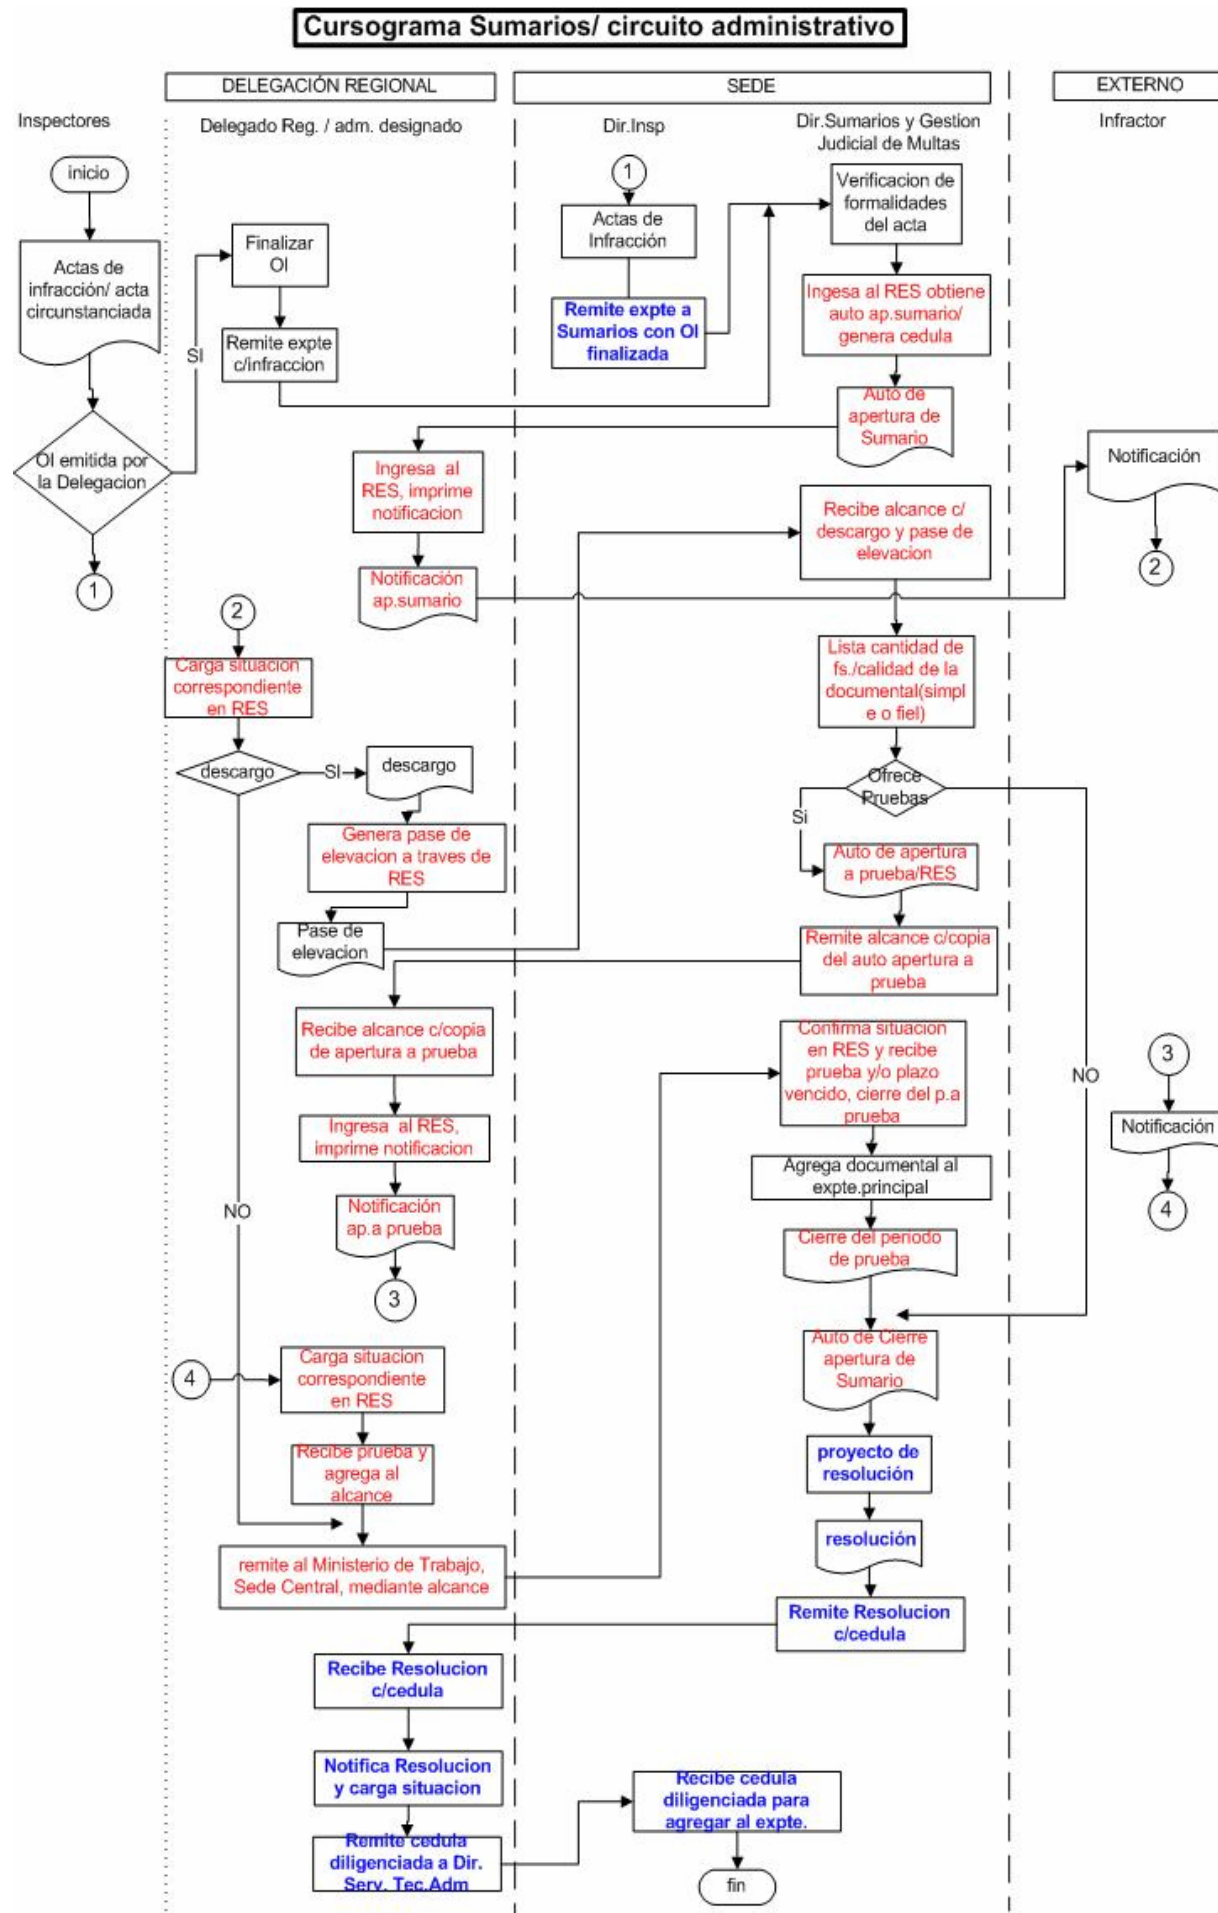 Cursograma Sumarios/ circuito administrativo
DELEGACIÓN REGIONAL
SEDE
EXTERNO
Inspectores
Delegado Reg. / adm. designado
Dir.Insp
Dir.Sumarios y Gestion
Judicial de Multas
Infractor
inicio
Actas de
infracción/ acta
circunstanciada
OI emitida por
la Delegacion
1
SI
Finalizar
OI
Remite expte
c/infraccion
1
Actas de
Infracción
Remite expte a
Sumarios con OI
finalizada
Verificacion de
formalidades
del acta
Ingesa al RES obtiene
auto ap.sumario/
genera cedula
Auto de
apertura de
Sumario
Ingresa al
RES, imprime
notificacion
Notificación
ap.sumario
Notificación
2
2
Carga situacion
correspondiente
en RES
descargo
SI
descargo
Genera pase de
elevacion a traves de
RES
Pase de
elevacion
Recibe alcance c/
descargo y pase de
elevacion
Lista cantidad de
fs./calidad de la
documental(simpl
e o fiel)
Ofrece
Pruebas
Si
Auto de apertura
a prueba/RES
Remite alcance c/copia
del auto apertura a
prueba
NO
Recibe alcance c/copia
de apertura a prueba
Ingresa al RES,
imprime notificacion
Notificación
ap.a prueba
3
3
Notificación
4
NO
4
Carga situacion
correspondiente
en RES
Recibe prueba y
agrega al
alcance
remite al Ministerio de Trabajo,
Sede Central, mediante alcance
Confirma situacion
en RES y recibe
prueba y/o plazo
vencido, cierre del p.a
prueba
Agrega documental al
expte.principal
Cierre del periodo
de prueba
Auto de Cierre
apertura de
Sumario
proyecto de
resolución
resolución
Remite Resolucion
c/cedula
Recibe Resolucion
c/cedula
Notifica Resolucion
y carga situacion
Remite cedula
diligenciada a Dir.
Serv. Tec.Adm
Recibe cedula
diligenciada para
agregar al expte.
fin